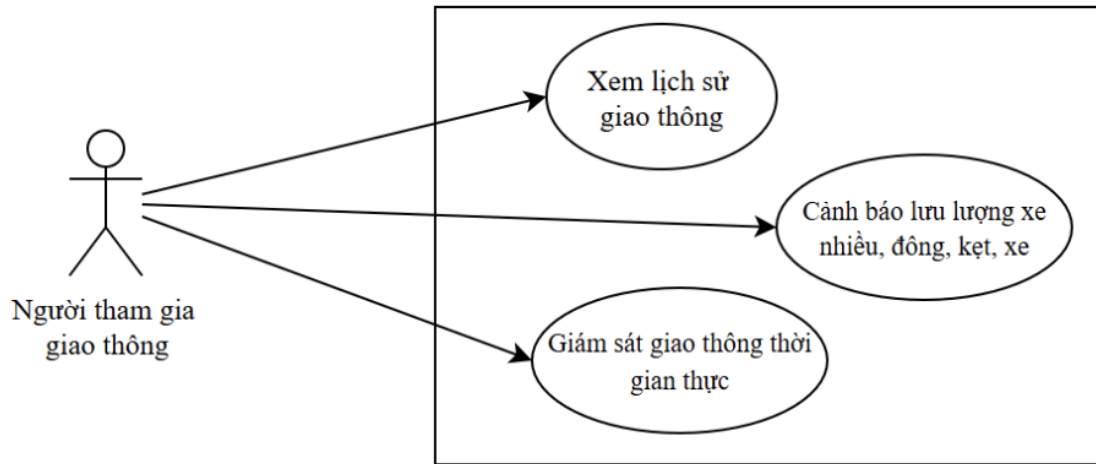 Xem lịch sử
giao thông
Cảnh báo lưu lượng xe
nhiều, đông, kẹt, xe
Người tham gia
giao thông
Giám sát giao thông thời
gian thực